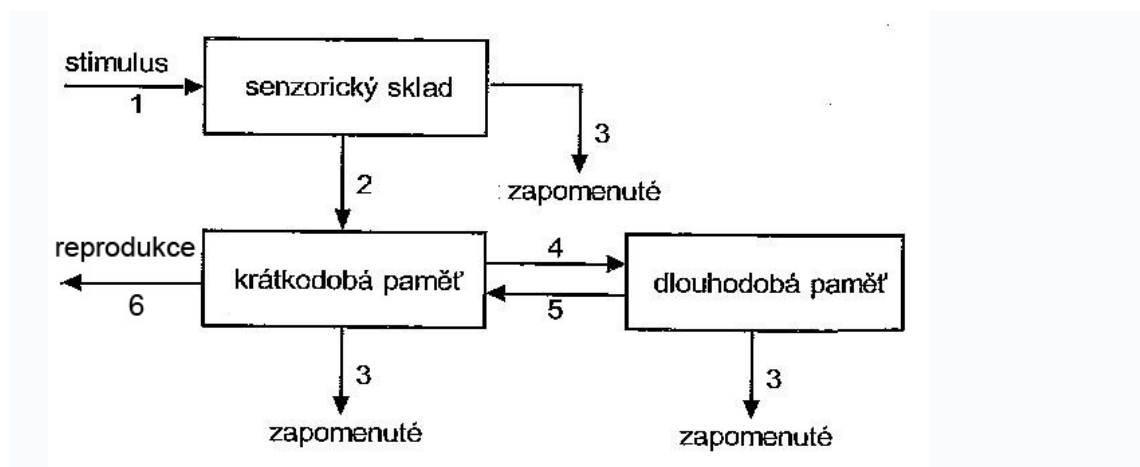 stimulus
1
senzorický sklad
3
2
zapomenuté
reprodukce
6
krátkodobá paměť
4
5
dlouhodobá paměť
3
3
zapomenuté
zapomenuté